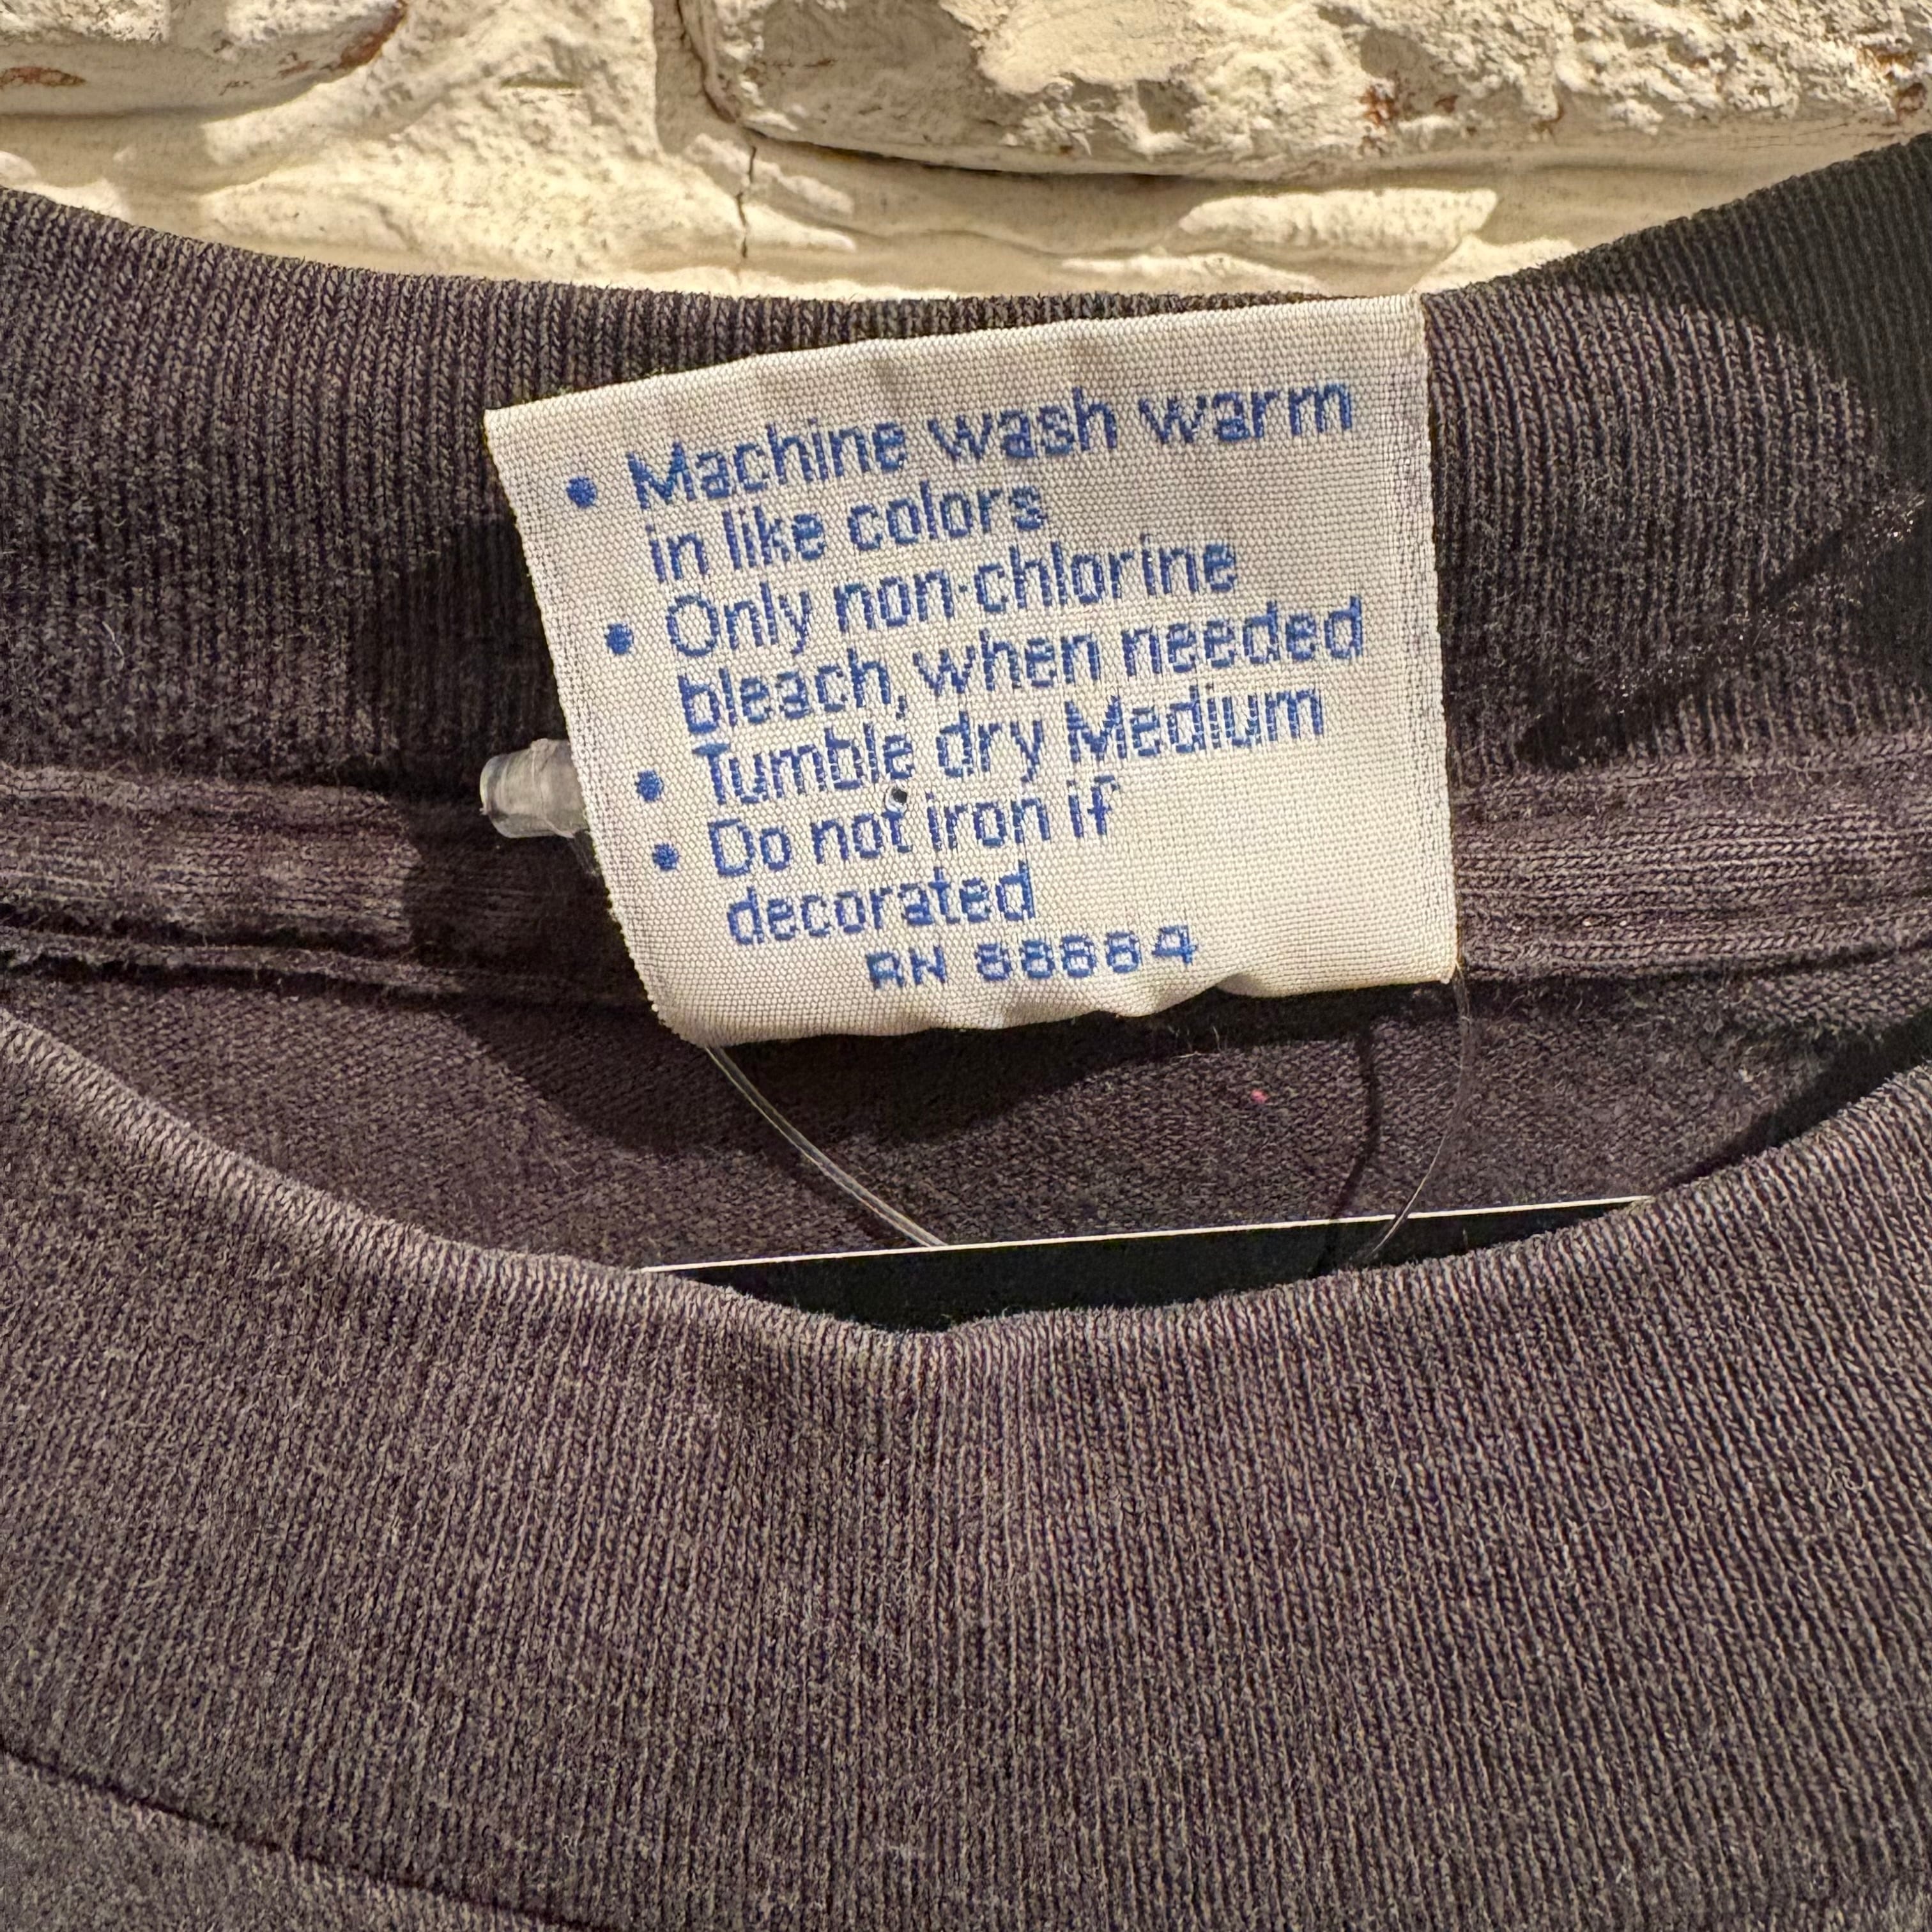 • Machine wash warm
in like colors
• Only non-chlorine
bleach, when needed
• Tumble dry Medium
• Do not iron if
decorated
RN